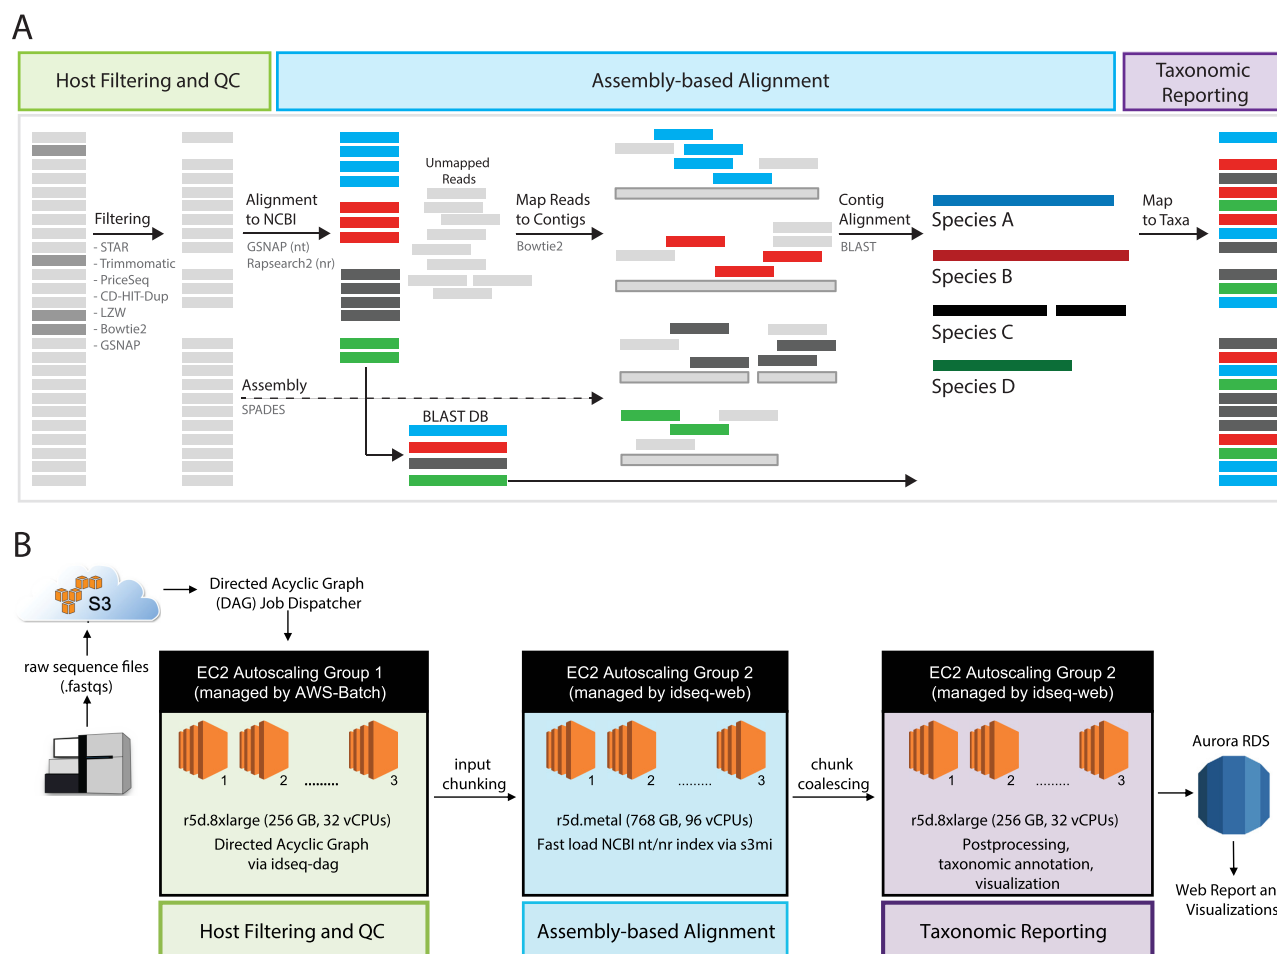 A
Host Filtering and QC
Assembly-based Alignment
Taxonomic
Reporting
Filtering
- STAR
- Trimmomatic
- PriceSeq
- CD-HIT-Dup
- LZW
- Bowtie2
- GSNAP
Alignment
to NCBI
GSNAP (nt)
Rapsearch2 (nr)
Unmapped
Reads
Map Reads
to Contigs
Bowtie2
Contig
Alignment
BLAST
Species A
Species B
Species C
Species D
Map
to Taxa
Assembly
SPADES
BLAST DB
B
S3
Directed Acyclic Graph
(DAG) Job Dispatcher
raw sequence files
(.fastqs)
EC2 Autoscaling Group 1
(managed by AWS-Batch)
1
2
.........
3
r5d.8xlarge (256 GB, 32 vCPUs)
Directed Acyclic Graph
via idseq-dag
Host Filtering and QC
input
chunking
EC2 Autoscaling Group 2
(managed by idseq-web)
1
2
.........
3
r5d.metal (768 GB, 96 vCPUs)
Fast load NCBI nt/nr index via s3mi
Assembly-based Alignment
chunk
coalescing
EC2 Autoscaling Group 2
(managed by idseq-web)
1
2
.........
3
r5d.8xlarge (256 GB, 32 vCPUs)
Postprocessing,
taxonomic annotation,
visualization
Taxonomic Reporting
Aurora RDS
Web Report an
Visualizations